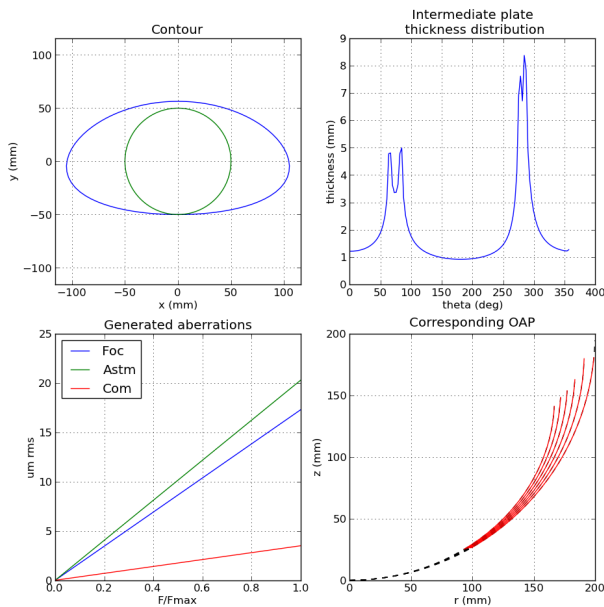 Contour
100
50
0
−50
−100
y (mm)
−100 −50 0 50 100
x (mm)
Intermediate plate
thickness distribution
9
8
7
6
5
4
3
2
1
0
thickness (mm)
0 50 100 150 200 250 300 350 400
theta (deg)
Generated aberrations
25
20
15
10
5
0
um rms
Foc
Astm
Com
0.0 0.2 0.4 0.6 0.8 1.0
F/Fmax
Corresponding OAP
200
150
100
50
0
z (mm)
0 50 100 150 200
r (mm)